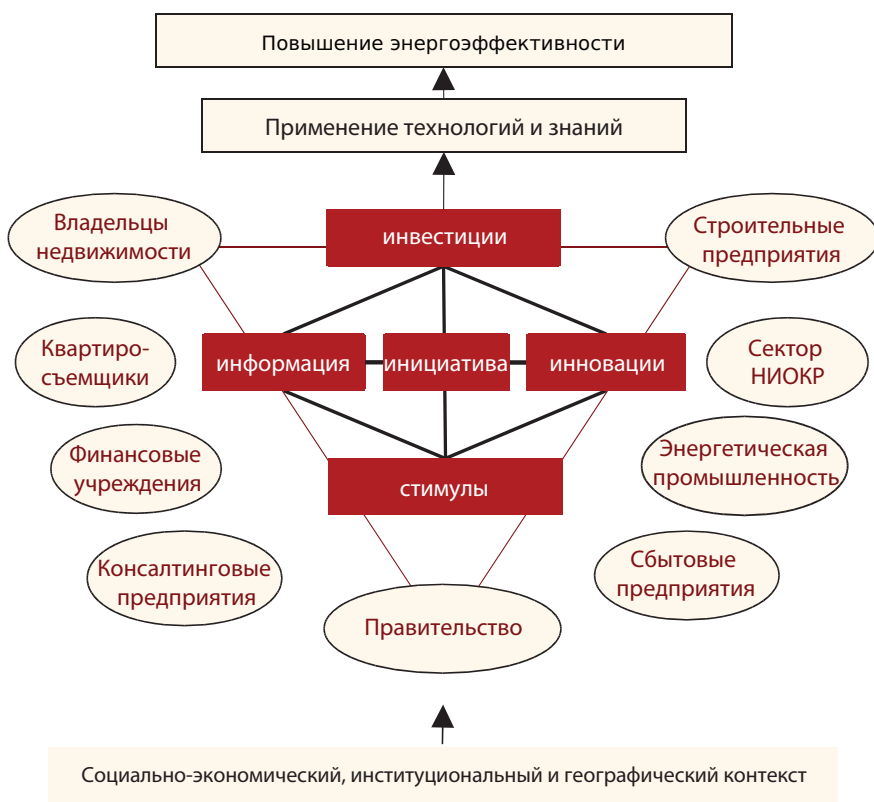 Повышение энергоэффективности
Применение технологий и знаний
Владельцы
недвижимости
инвестиции
Строительные
предприятия
Квартиро-
съемщики
информация
инициатива
инновации
Сектор
НИОКР
Финансовые
учреждения
стимулы
Энергетическая
промышленность
Консалтинговые
предприятия
Сбытовые
предприятия
Правительство
Социально-экономический, институциональный и географический контекст